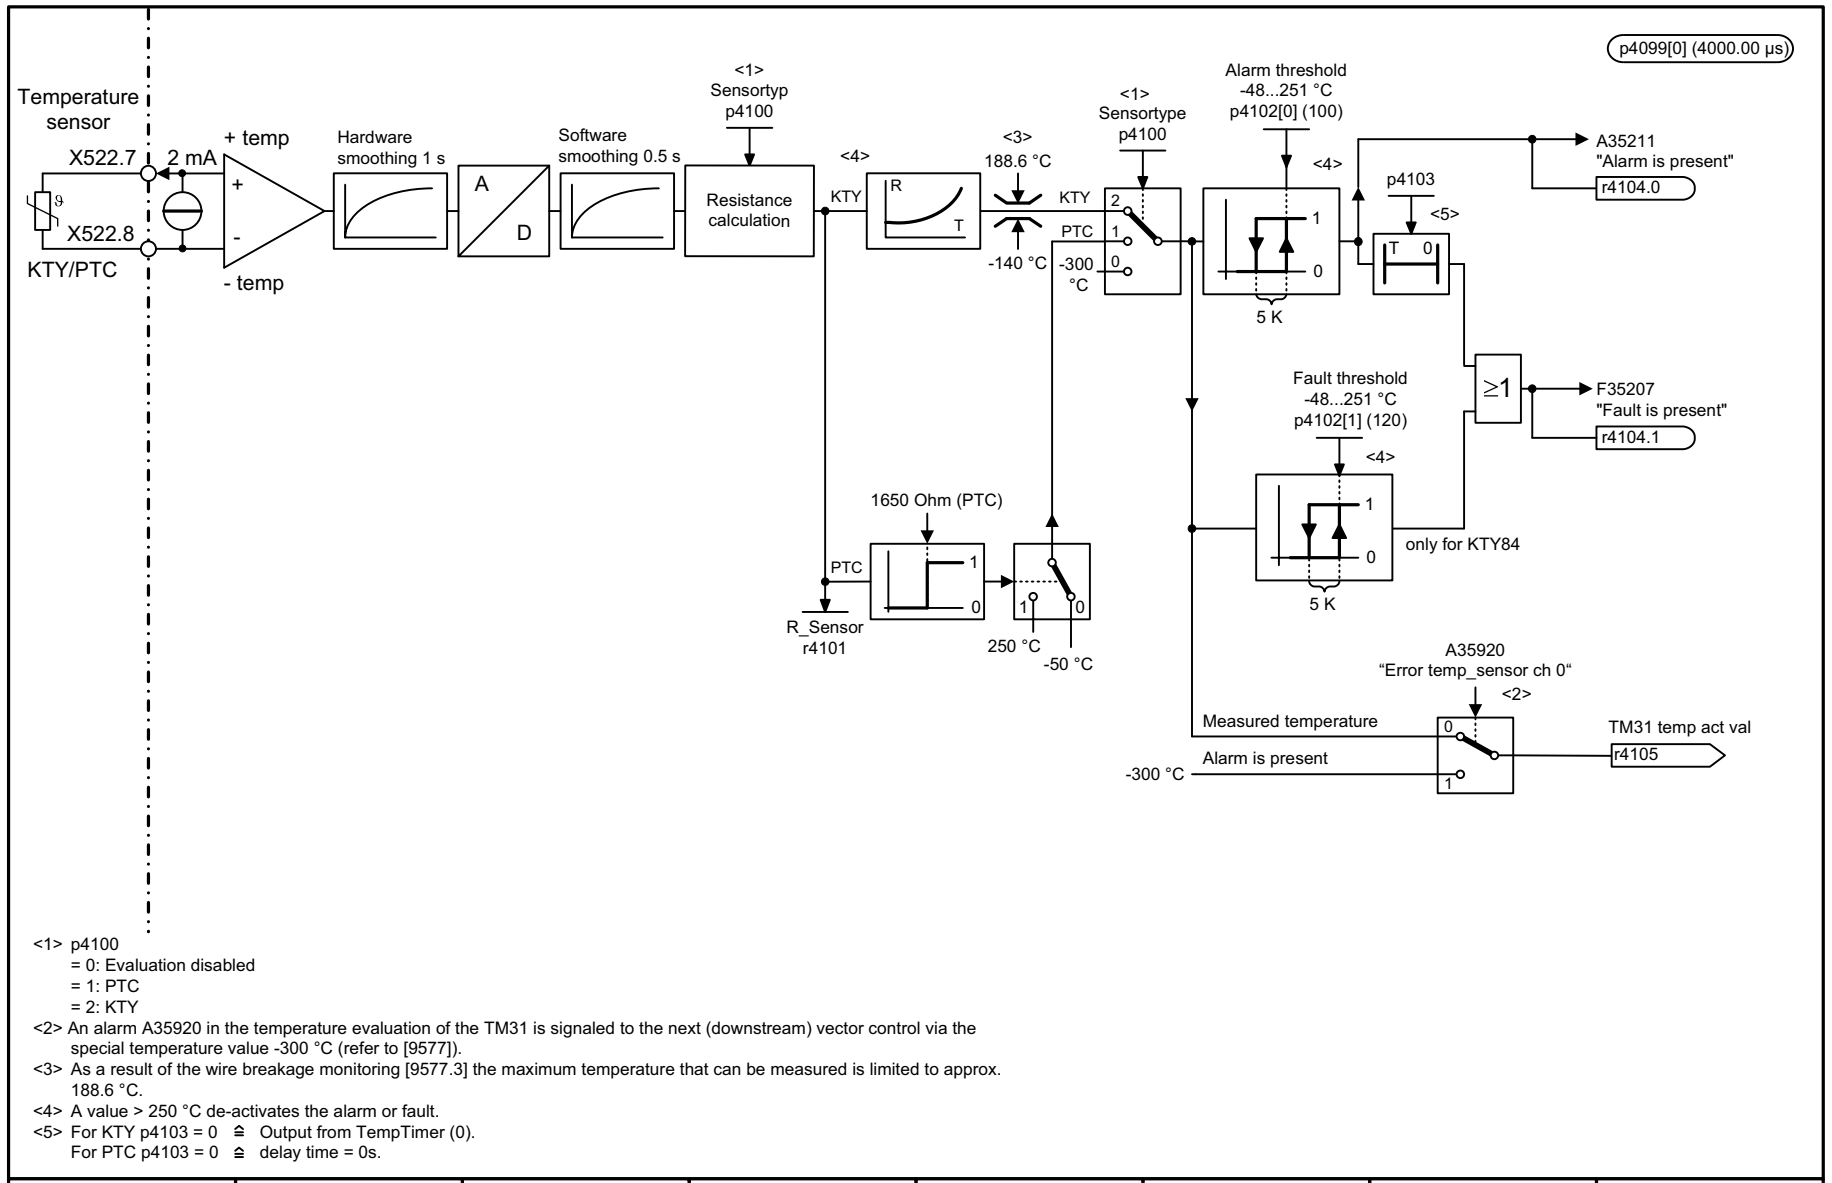 p4099[0] (4000.00 µs)
Temperature
sensor
X522.7
2 mA
ϑ
X522.8
KTY/PTC
+ temp
+
-
- temp
Hardware
smoothing 1 s
A
D
Software
smoothing 0.5 s
<1>
Sensortyp
p4100
Resistance
calculation
<4>
KTY
R
T
<3>
188.6 °C
-140 °C
KTY
PTC
-300
°C
<1>
Sensortype
p4100
2
1
0
Alarm threshold
-48...251 °C
p4102[0] (100)
<4>
1
0
5 K
p4103
<5>
T 0
A35211
"Alarm is present"
r4104.0
≥1
F35207
"Fault is present"
r4104.1
Fault threshold
-48...251 °C
p4102[1] (120)
<4>
1
0
5 K
only for KTY84
1650 Ohm (PTC)
PTC
1
0
R_Sensor
r4101
1
0
250 °C
-50 °C
A35920
“Error temp_sensor ch 0“
<2>
Measured temperature
0
Alarm is present
-300 °C
1
TM31 temp act val
r4105
<1> p4100
= 0: Evaluation disabled
= 1: PTC
= 2: KTY
<2> An alarm A35920 in the temperature evaluation of the TM31 is signaled to the next (downstream) vector control via the
special temperature value -300 °C (refer to [9577]).
<3> As a result of the wire breakage monitoring [9577.3] the maximum temperature that can be measured is limited to approx.
188.6 °C.
<4> A value > 250 °C de-activates the alarm or fault.
<5> For KTY p4103 = 0 ≙ Output from TempTimer (0).
For PTC p4103 = 0 ≙ delay time = 0s.